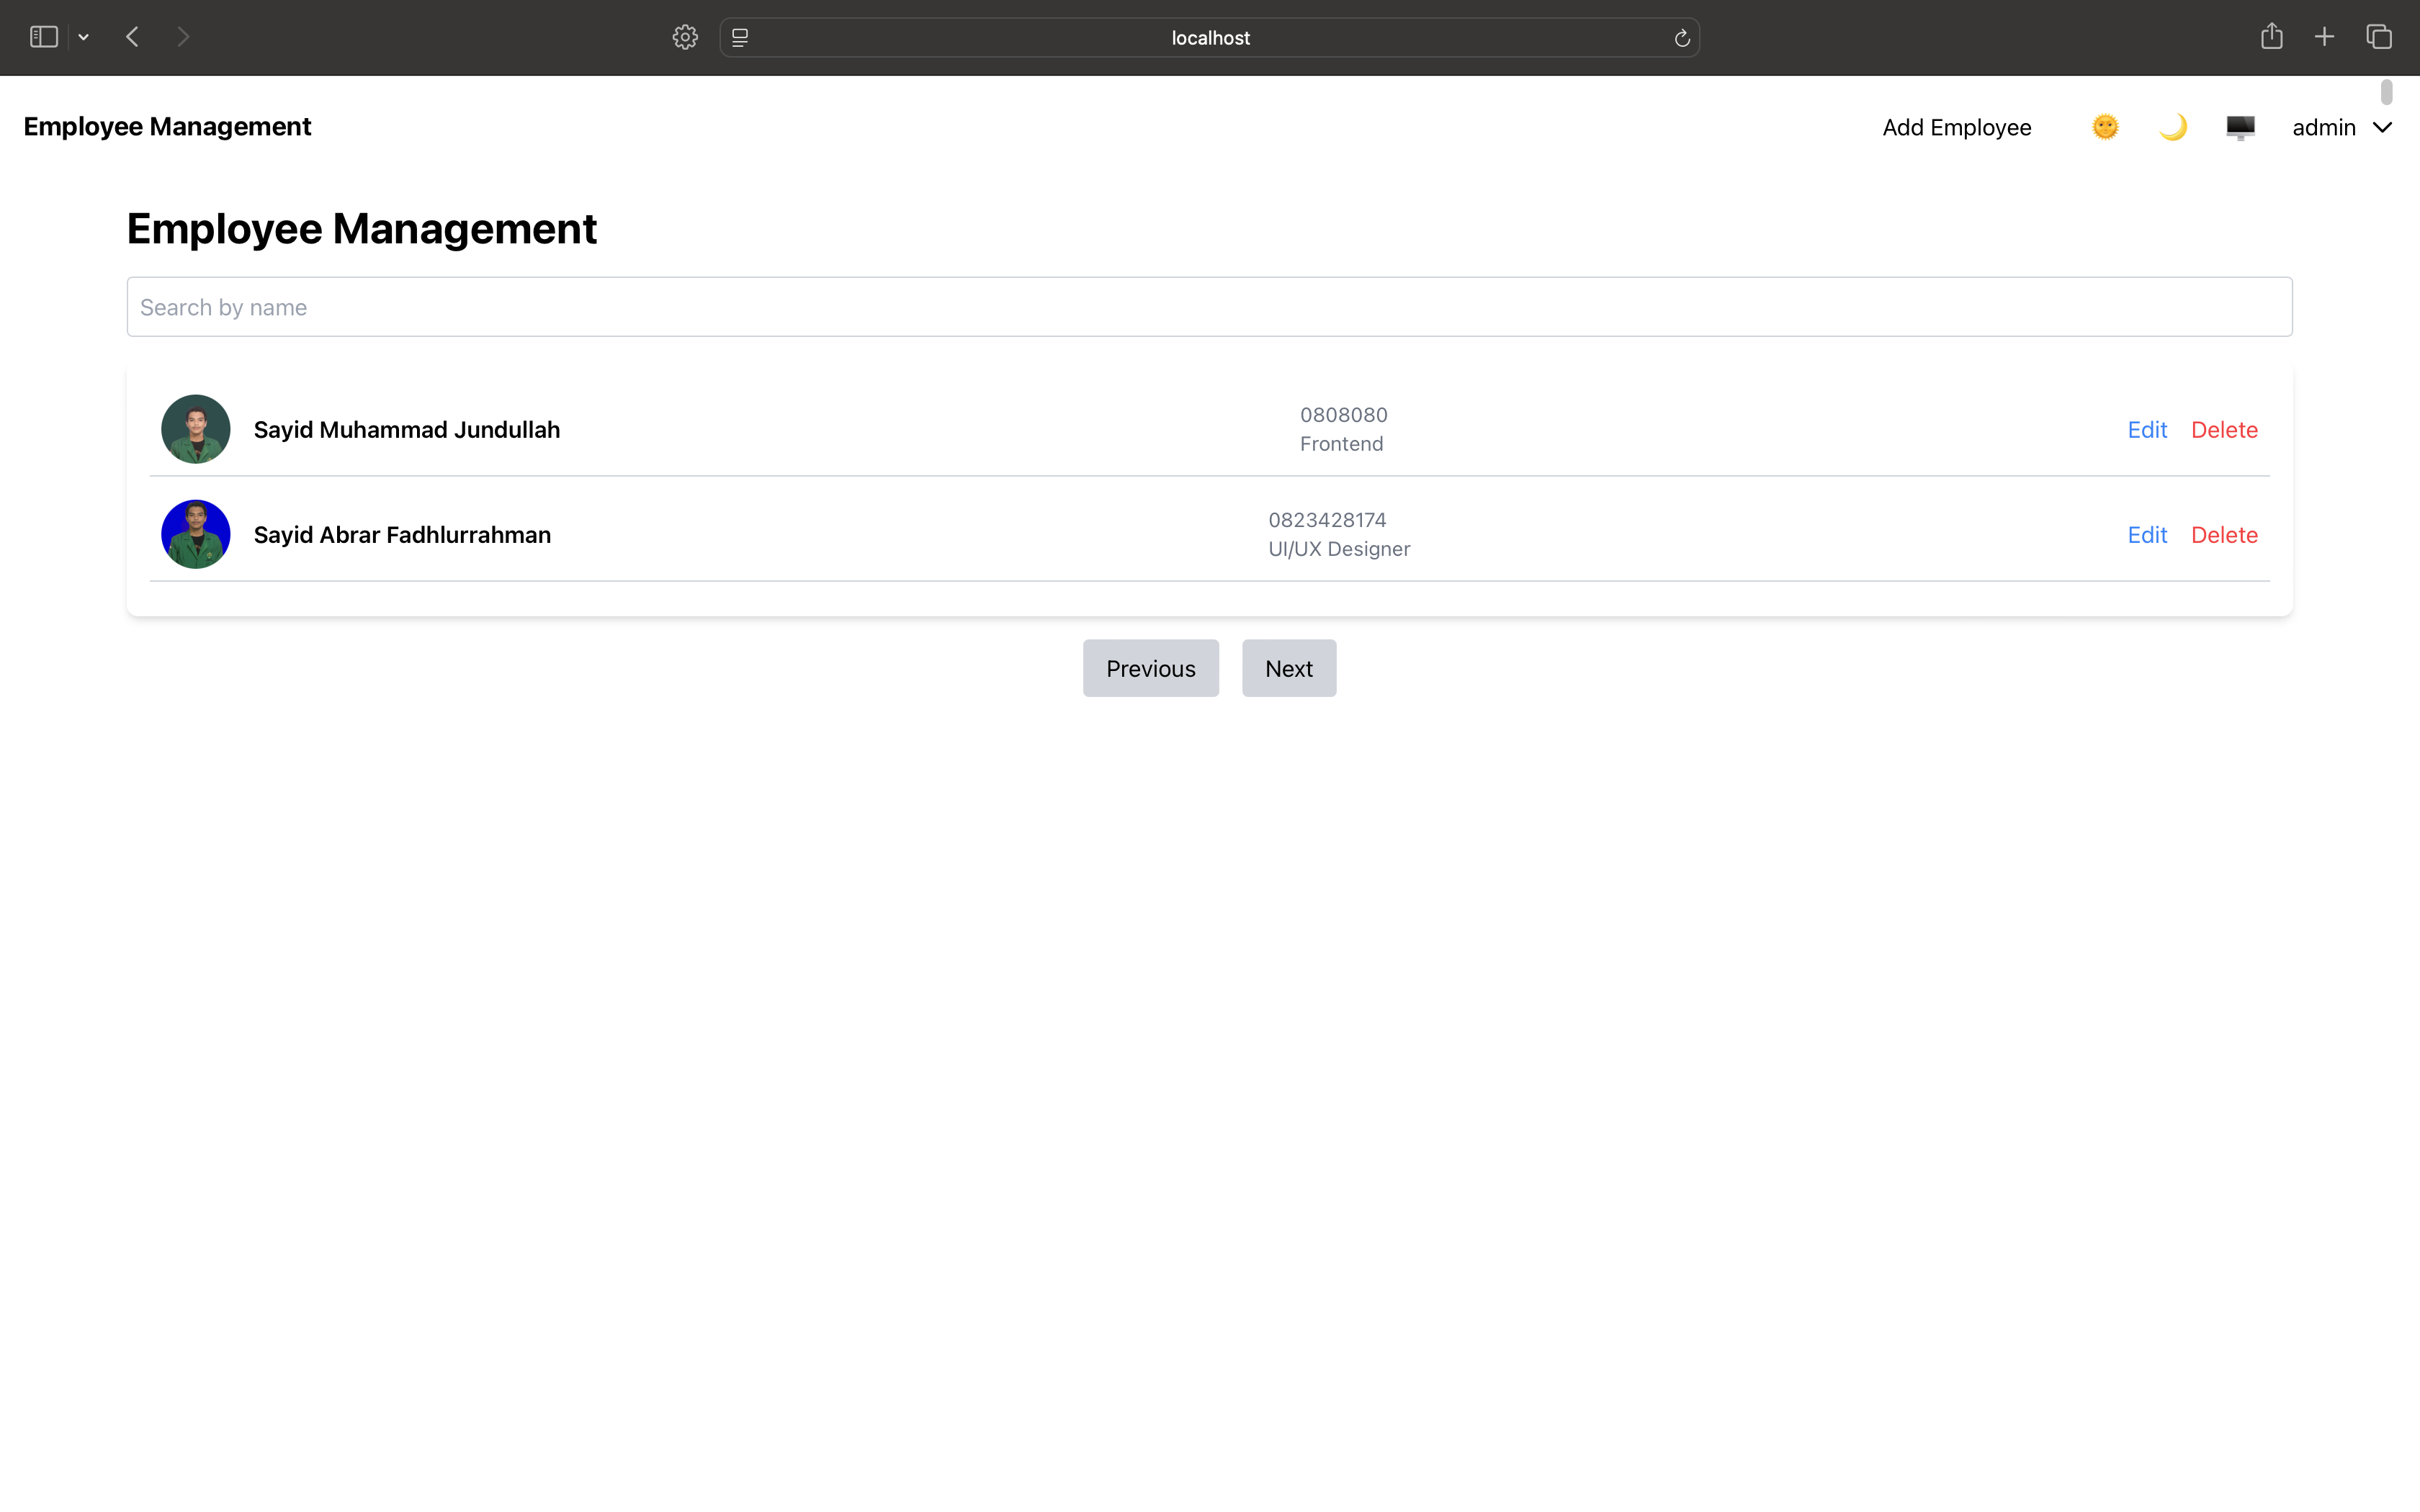 localhost
Employee Management
Add Employee
admin
Employee Management
Search by name
Sayid Muhammad Jundullah
0808080
Frontend
Edit
Delete
Sayid Abrar Fadhlurrahman
0823428174
UI/UX Designer
Edit
Delete
Previous
Next